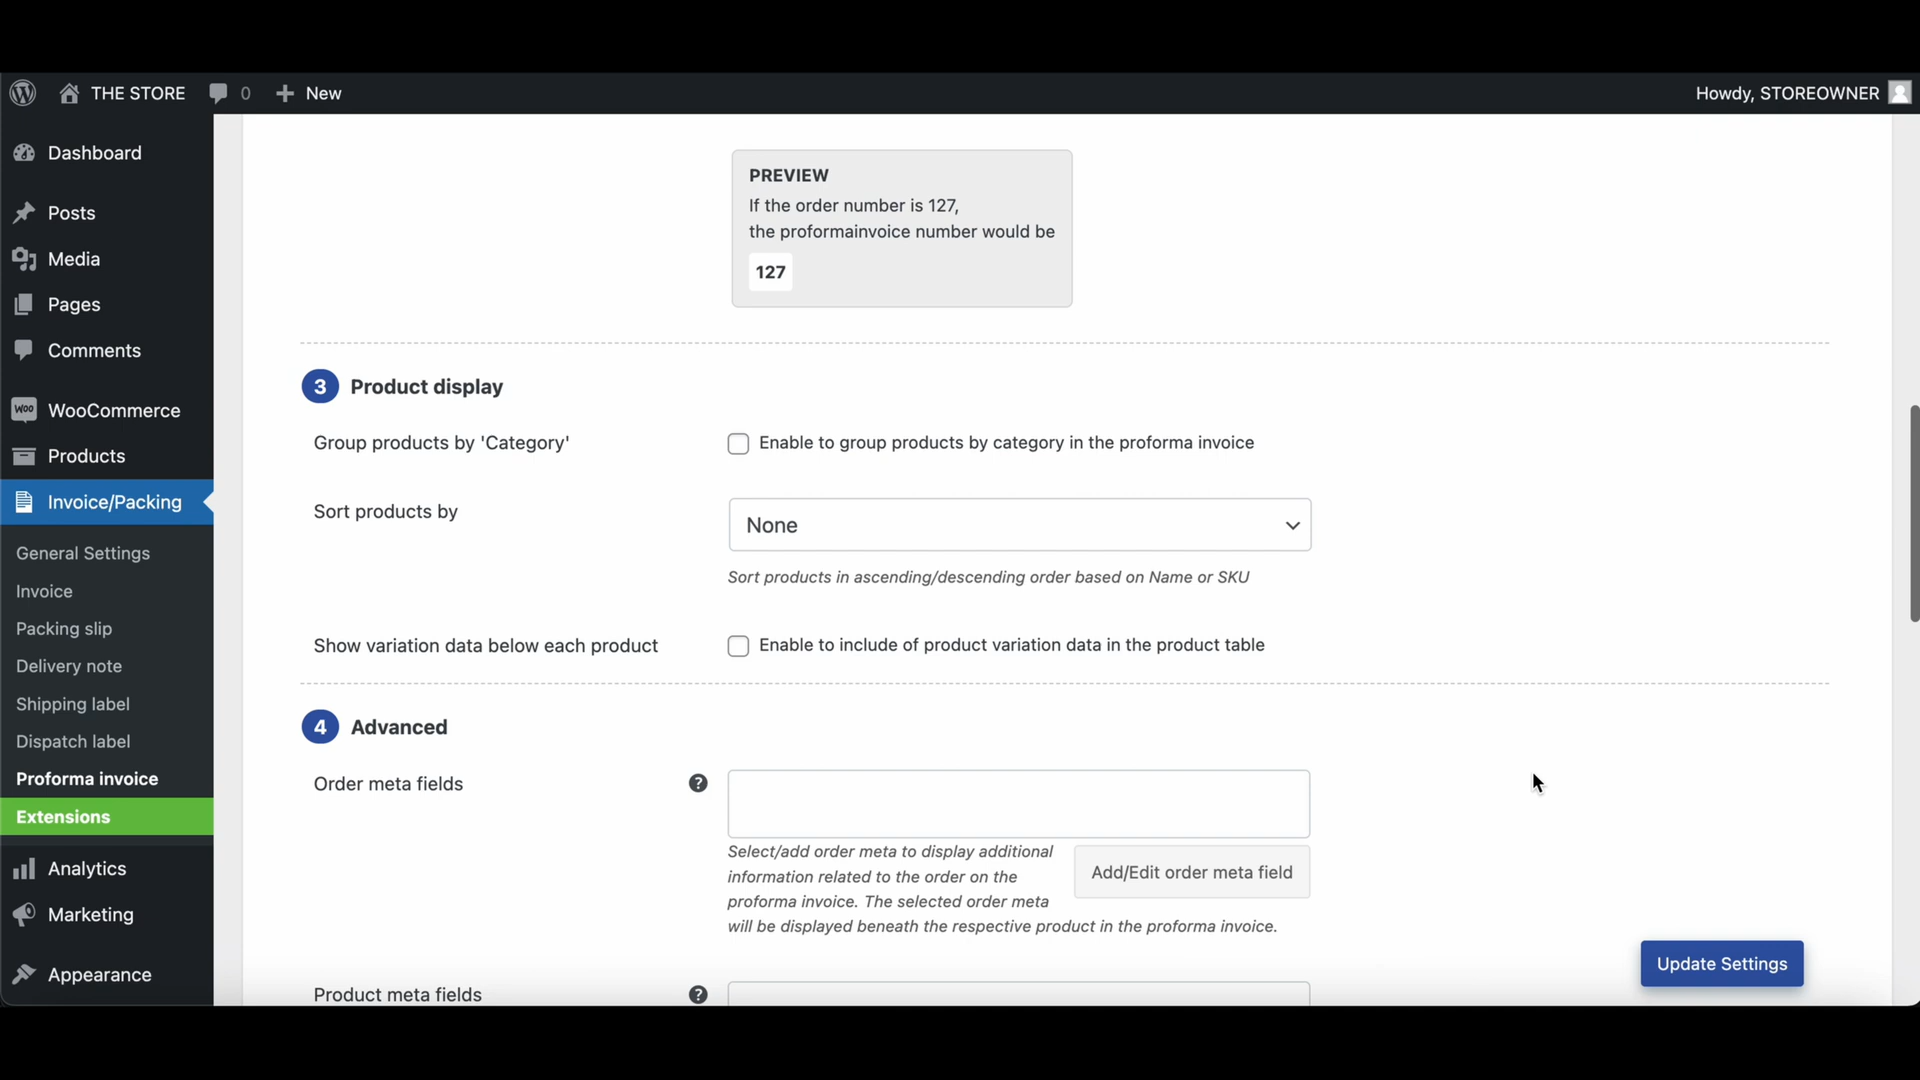 THE STORE
0
New
Howdy, STOREOWNER
Dashboard
Posts
Media
Pages
Comments
Woo
WooCommerce
Products
Invoice/Packing
General Settings
Invoice
Packing slip
Delivery note
Shipping label
Dispatch label
Proforma invoice
Extensions
Analytics
Marketing
Appearance
PREVIEW
If the order number is 127,
the proformainvoice number would be
127
3 Product display
Group products by 'Category'
Enable to group products by category in the proforma invoice
Sort products by
None
Sort products in ascending/descending order based on Name or SKU
Show variation data below each product
Enable to include of product variation data in the product table
4 Advanced
Order meta fields
?
Select/add order meta to display additional
information related to the order on the
proforma invoice. The selected order meta
will be displayed beneath the respective product in the proforma invoice.
Add/Edit order meta field
Update Settings
Product meta fields
?